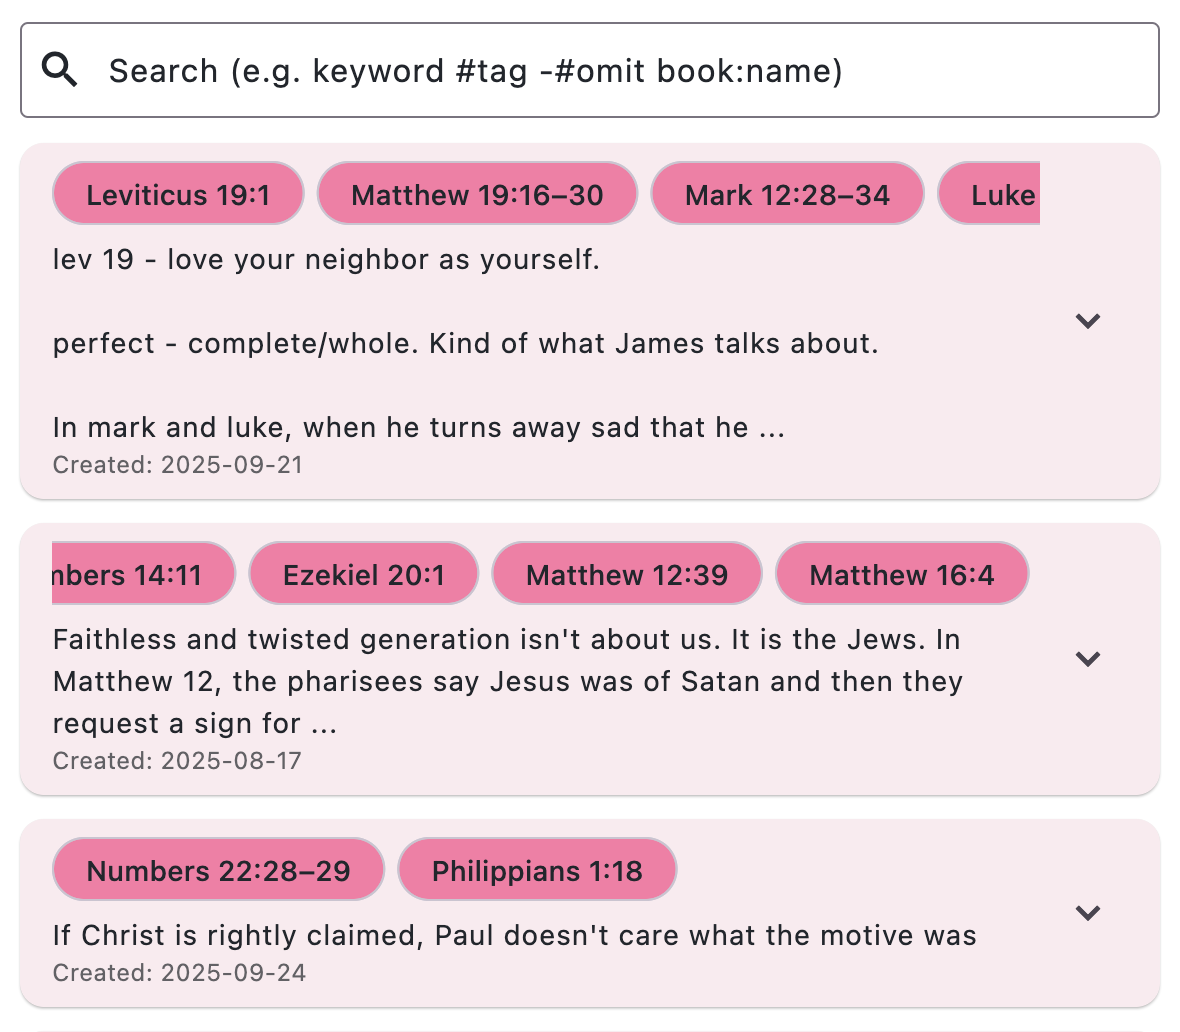 Search (e.g. keyword #tag -#omit book:name)
Leviticus 19:1 Matthew 19:16–30 Mark 12:28–34 Luke
lev 19 - love your neighbor as yourself.
perfect - complete/whole. Kind of what James talks about.
In mark and luke, when he turns away sad that he ...
Created: 2025-09-21
mbers 14:11 Ezekiel 20:1 Matthew 12:39 Matthew 16:4
Faithless and twisted generation isn't about us. It is the Jews. In
Matthew 12, the pharisees say Jesus was of Satan and then they
request a sign for ...
Created: 2025-08-17
Numbers 22:28–29 Philippians 1:18
If Christ is rightly claimed, Paul doesn't care what the motive was
Created: 2025-09-24